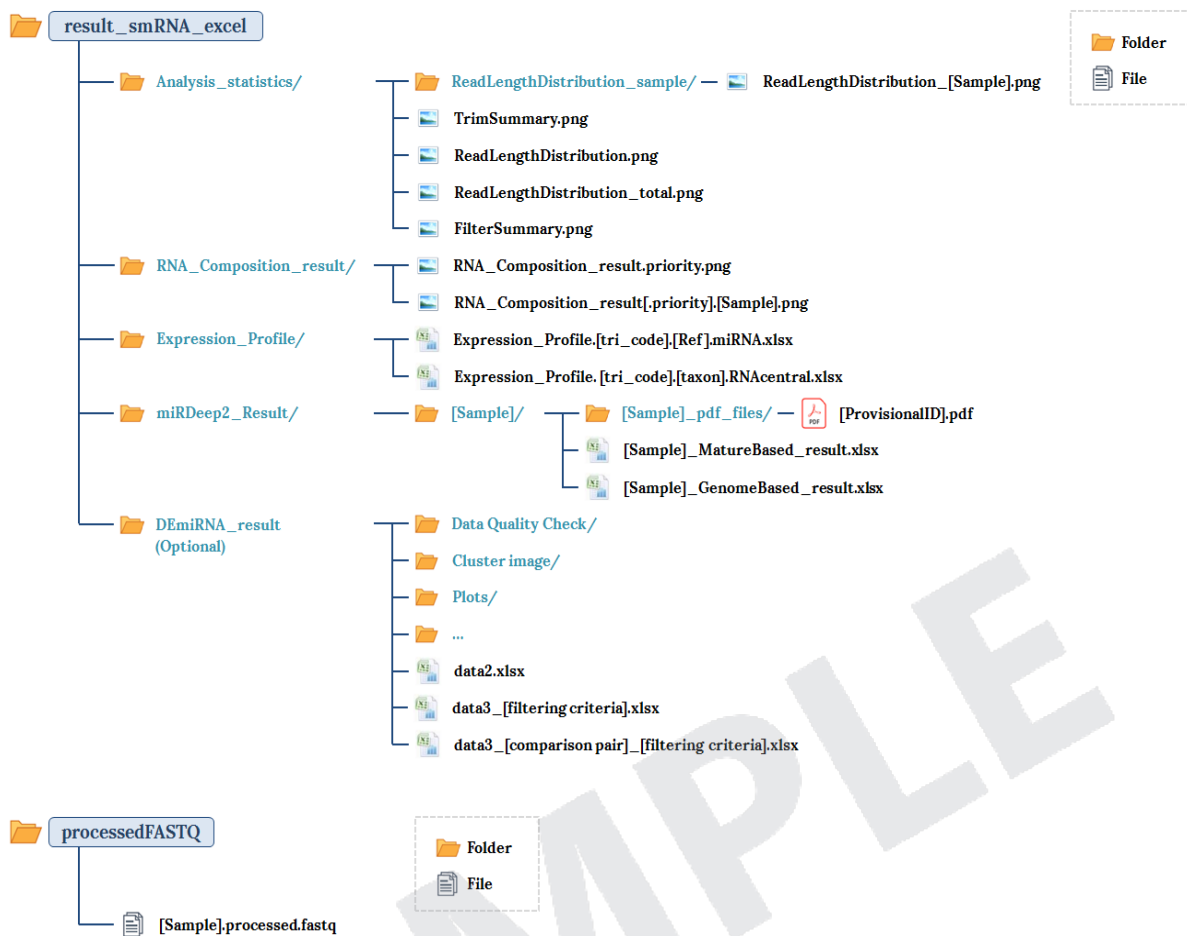 result_smRNA_excel
Folder
File
Analysis_statistics/
ReadLengthDistribution_sample/
ReadLengthDistribution_[Sample].png
TrimSummary.png
ReadLengthDistribution.png
ReadLengthDistribution_total.png
FilterSummary.png
RNA_Composition_result/
RNA_Composition_result.priority.png
RNA_Composition_result[.priority].[Sample].png
Expression_Profile/
Expression_Profile.[tri_code].[Ref].miRNA.xlsx
Expression_Profile. [tri_code].[taxon].RNAcentral.xlsx
miRDeep2_Result/
[Sample]/
[Sample]_pdf_files/
PDF
[ProvisionalID].pdf
[Sample]_MatureBased_result.xlsx
[Sample]_GenomeBased_result.xlsx
DEmiRNA_result
(Optional)
Data Quality Check/
Cluster image/
Plots/
...
data2.xlsx
data3_[filtering criteria].xlsx
data3_[comparison pair]_[filtering criteria].xlsx
processedFASTQ
Folder
File
[Sample].processed.fastq
AMPLE